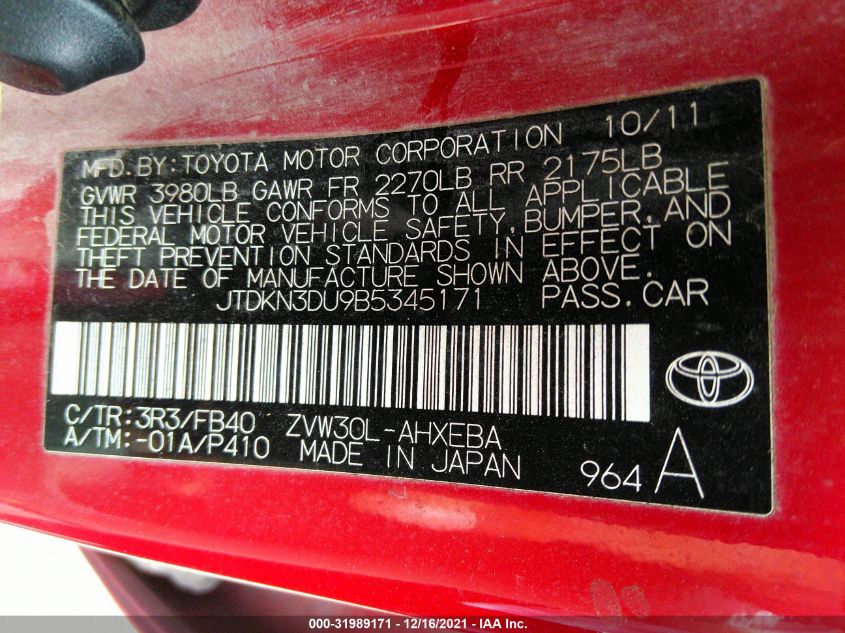 MFD. BY: TOYOTA MOTOR CORPORATION 10/11
GVWR 3980LB GAWR FR 2270LB RR 2175LB
THIS VEHICLE CONFORMS TO ALL APPLICABLE
FEDERAL MOTOR VEHICLE SAFETY, BUMPER, AND
THEFT PREVENTION STANDARDS IN EFFECT ON
THE DATE OF MANUFACTURE SHOWN ABOVE.
JTDKN3DU9B5345171 PASS. CAR
C/TR: 3R3/FB40 ZVW30L-AHXEBA
A/TM: -01A/P410 MADE IN JAPAN 964 A
000-31989171 - 12/16/2021 - IAA, Inc.